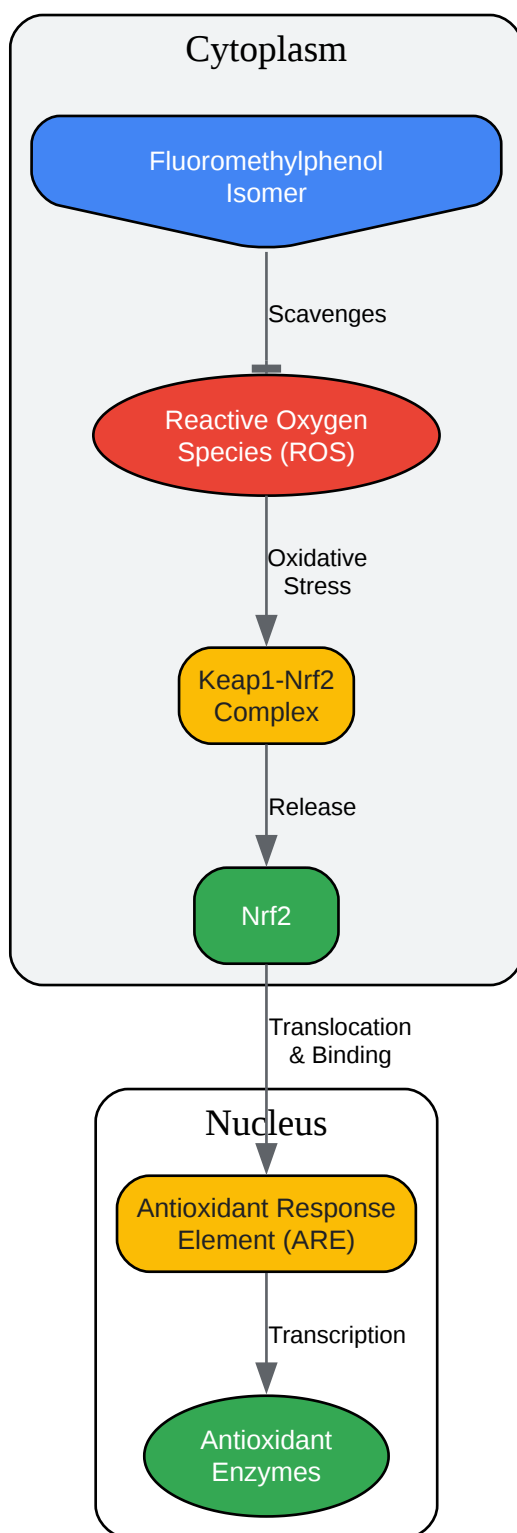 Cytoplasm
Fluoromethylphenol
Isomer
Scavenges
Reactive Oxygen
Species (ROS)
Oxidative
Stress
Keap1-Nrf2
Complex
Release
Nrf2
Translocation
& Binding
Nucleus
Antioxidant Response
Element (ARE)
Transcription
Antioxidant
Enzymes